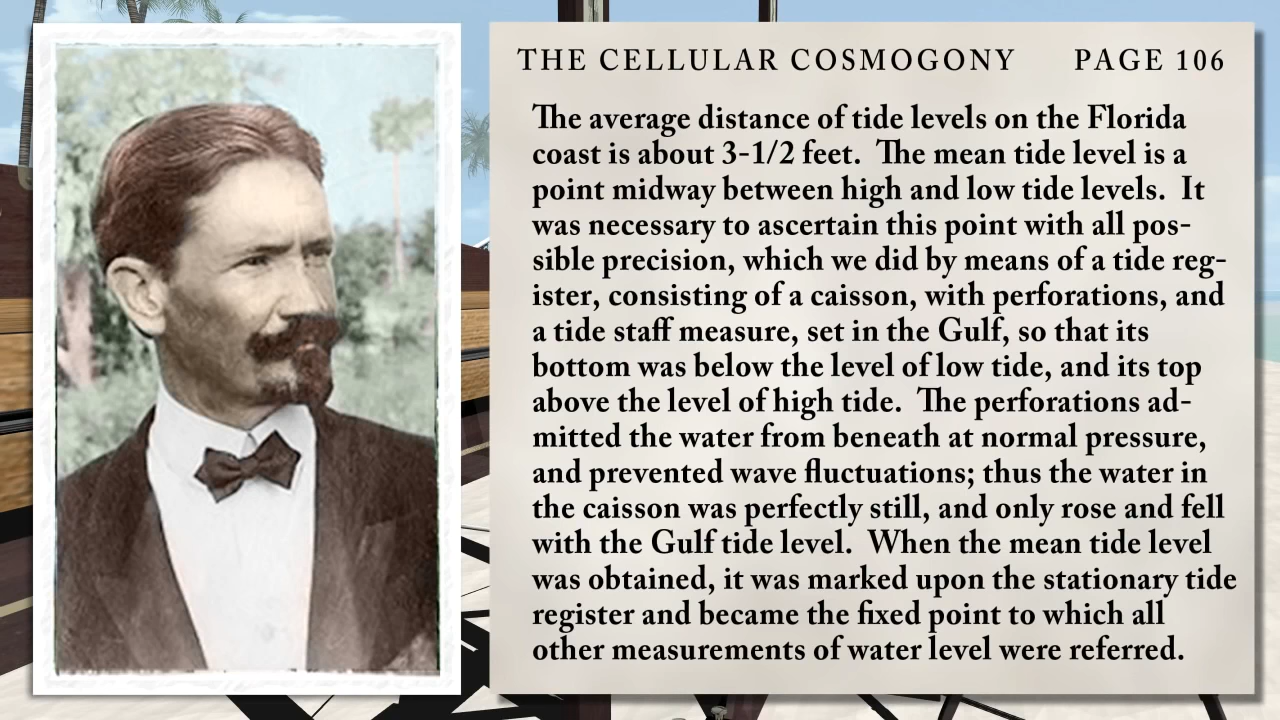 THE CELLULAR COSMOGONY PAGE 106
The average distance of tide levels on the Florida
coast is about 3-1/2 feet. The mean tide level is a
point midway between high and low tide levels. It
was necessary to ascertain this point with all pos-
sible precision, which we did by means of a tide reg-
ister, consisting of a caisson, with perforations, and
a tide staff measure, set in the Gulf, so that its
bottom was below the level of low tide, and its top
above the level of high tide. The perforations ad-
mitted the water from beneath at normal pressure,
and prevented wave fluctuations; thus the water in
the caisson was perfectly still, and only rose and fell
with the Gulf tide level. When the mean tide level
was obtained, it was marked upon the stationary tide
register and became the fixed point to which all
other measurements of water level were referred.